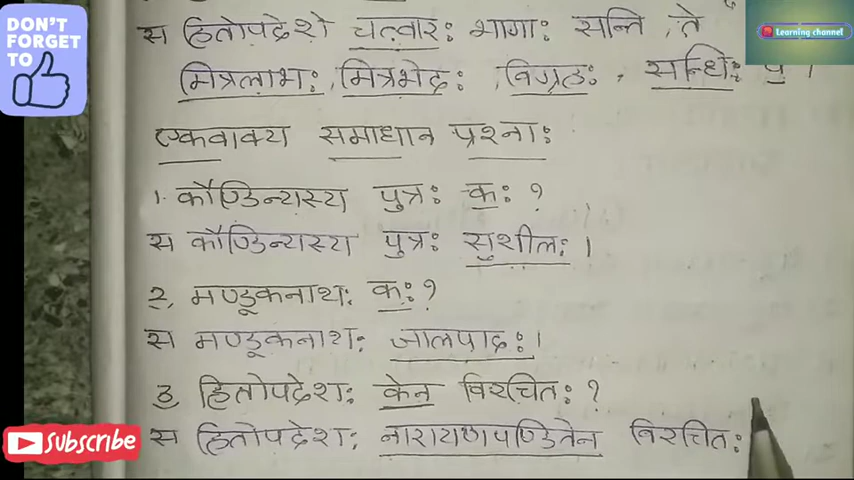 DON'T
FORGET
TO
Learning channel
स हितोपदेशे चत्वारः भागाः सन्ति , ते
मित्रलाभः , मित्रभेदः , विग्रहः , सन्धिः
एकवाक्य समाधान प्रश्नाः
1. कौण्डिन्यस्य पुत्रः कः ?
स कौण्डिन्यस्य पुत्रः सुशीलः ।
2. मण्डूकनाथः कः ?
स मण्डूकनाथः जालपादः ।
3 हितोपदेशः केन विरचितः ?
स हितोपदेशः नारायणपण्डितेन विरचितः
Subscribe